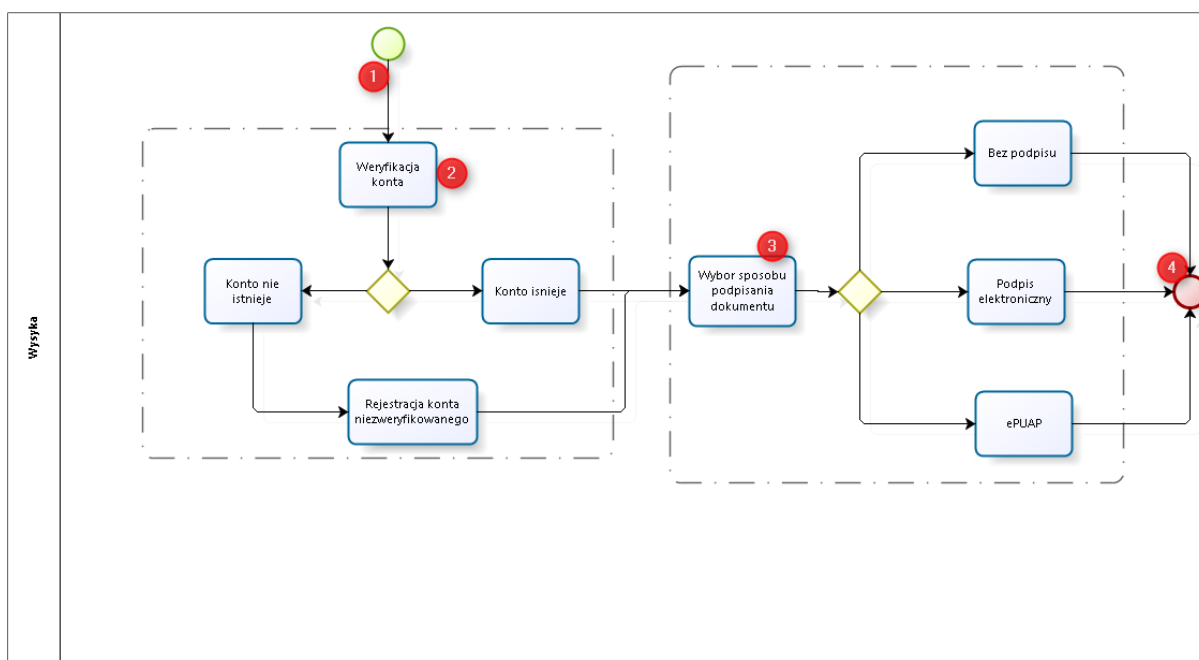 1
Weryfikacja
konta
2
Konto nie
istnieje
Konto isnieje
Rejestracja konta
niezweryfikowanego
3
Wybor sposobu
podpisania
dokumentu
Bez podpisu
Podpis
elektroniczny
ePUAP
4
Wysyka